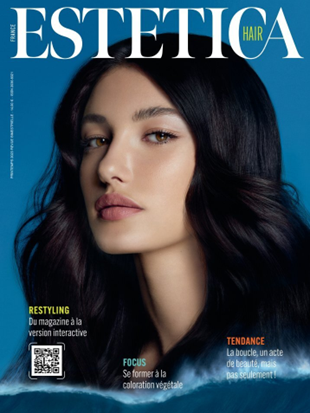 FRANCE
ESTETICA
HAIR
RESTYLING
Du magazine à la
version interactive
FOCUS
Se former à la
coloration végétale
TENDANCE
La boucle, un acte
de beauté, mais
pas seulement !